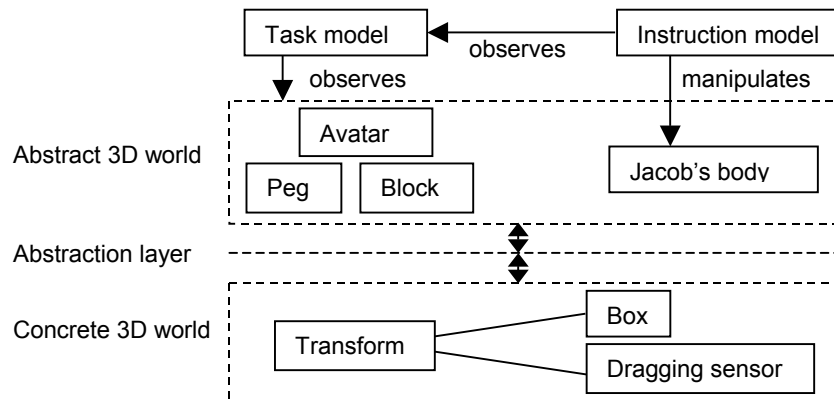 Task model
Instruction model
observes
observes
manipulates
Abstract 3D world
Avatar
Peg
Block
Jacob's body
Abstraction layer
Concrete 3D world
Transform
Box
Dragging sensor